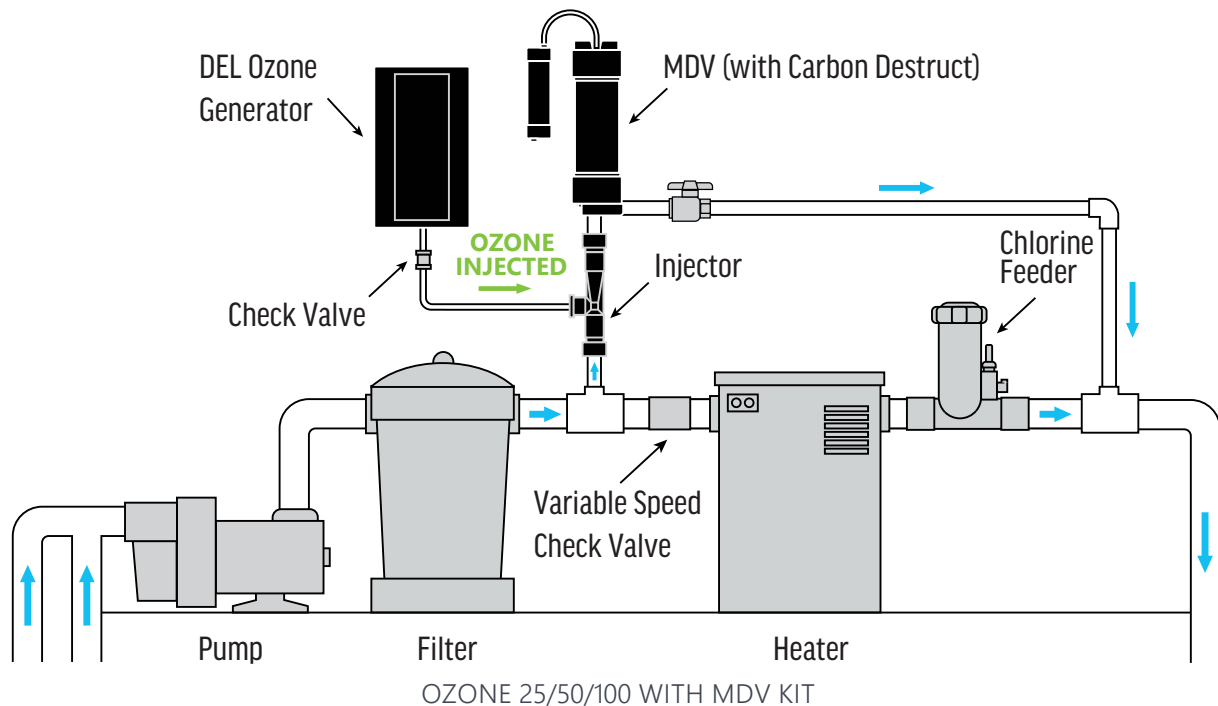 DEL Ozone
Generator
MDV (with Carbon Destruct)
OZONE
INJECTED
Injector
Chlorine
Feeder
Check Valve
Variable Speed
Check Valve
Pump
Filter
Heater
OZONE 25/50/100 WITH MDV KIT